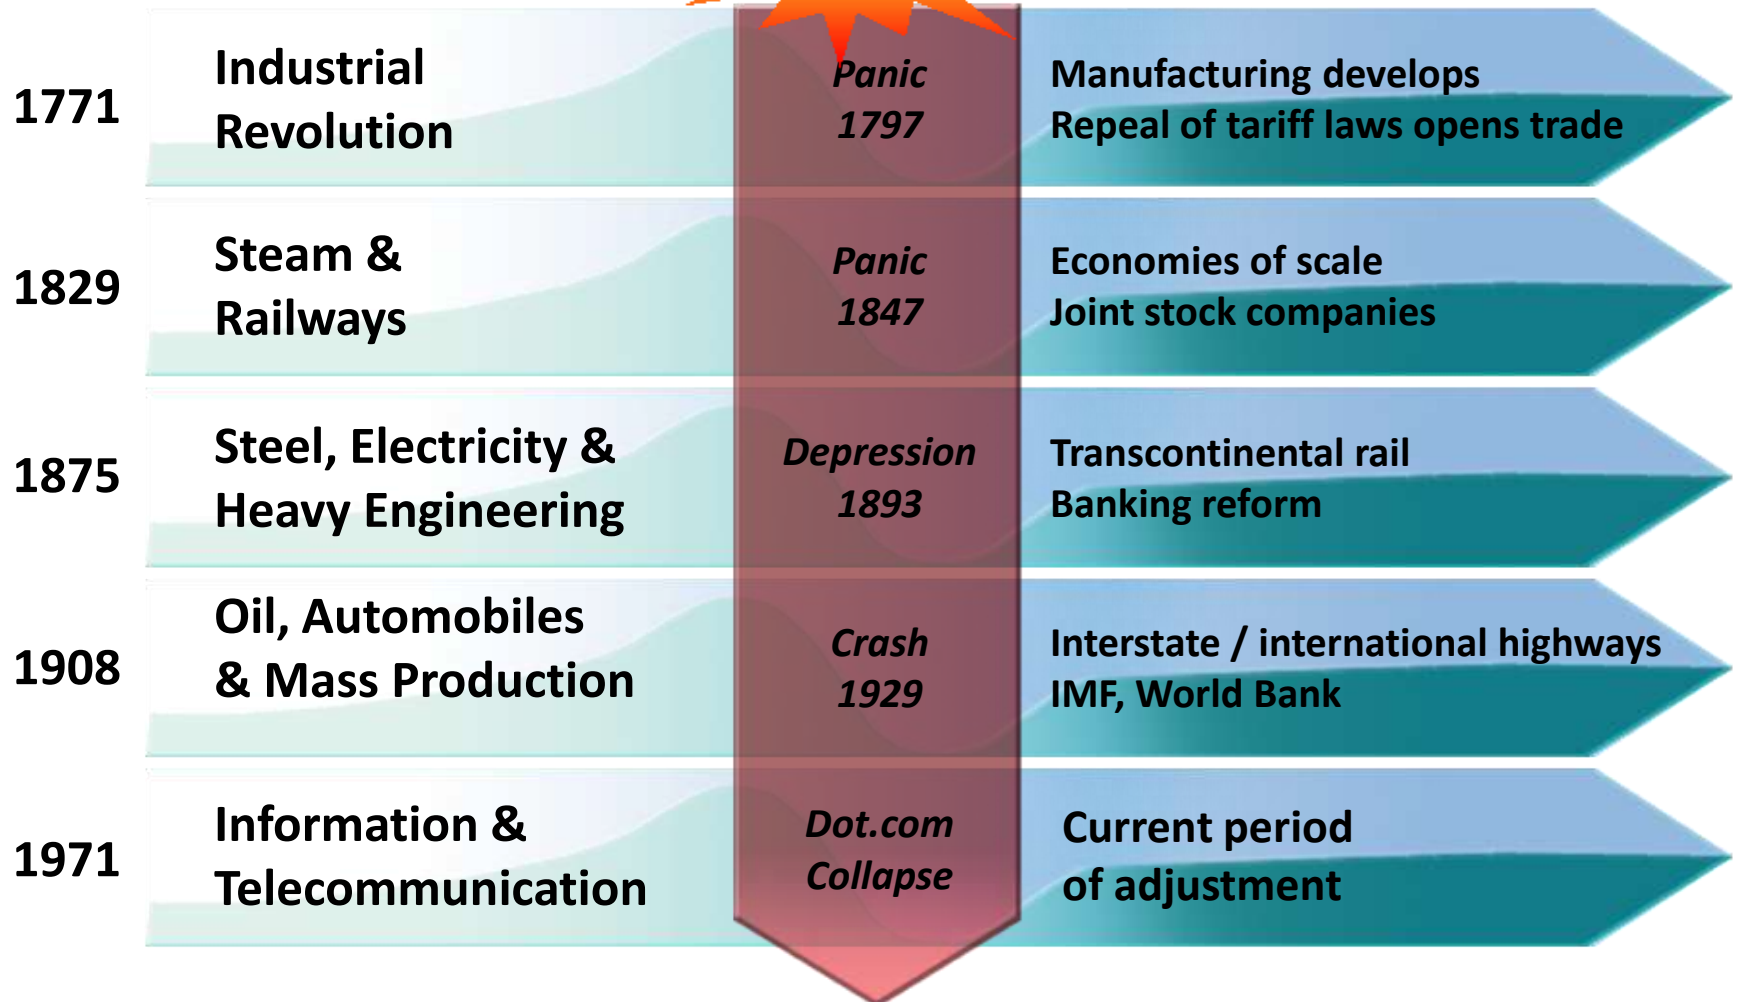 1771
Industrial
Revolution
Panic
1797
Manufacturing develops
Repeal of tariff laws opens trade
1829
Steam &
Railways
Panic
1847
Economies of scale
Joint stock companies
1875
Steel, Electricity &
Heavy Engineering
Depression
1893
Transcontinental rail
Banking reform
1908
Oil, Automobiles
& Mass Production
Crash
1929
Interstate / international highways
IMF, World Bank
1971
Information &
Telecommunication
Dot.com
Collapse
Current period
of adjustment